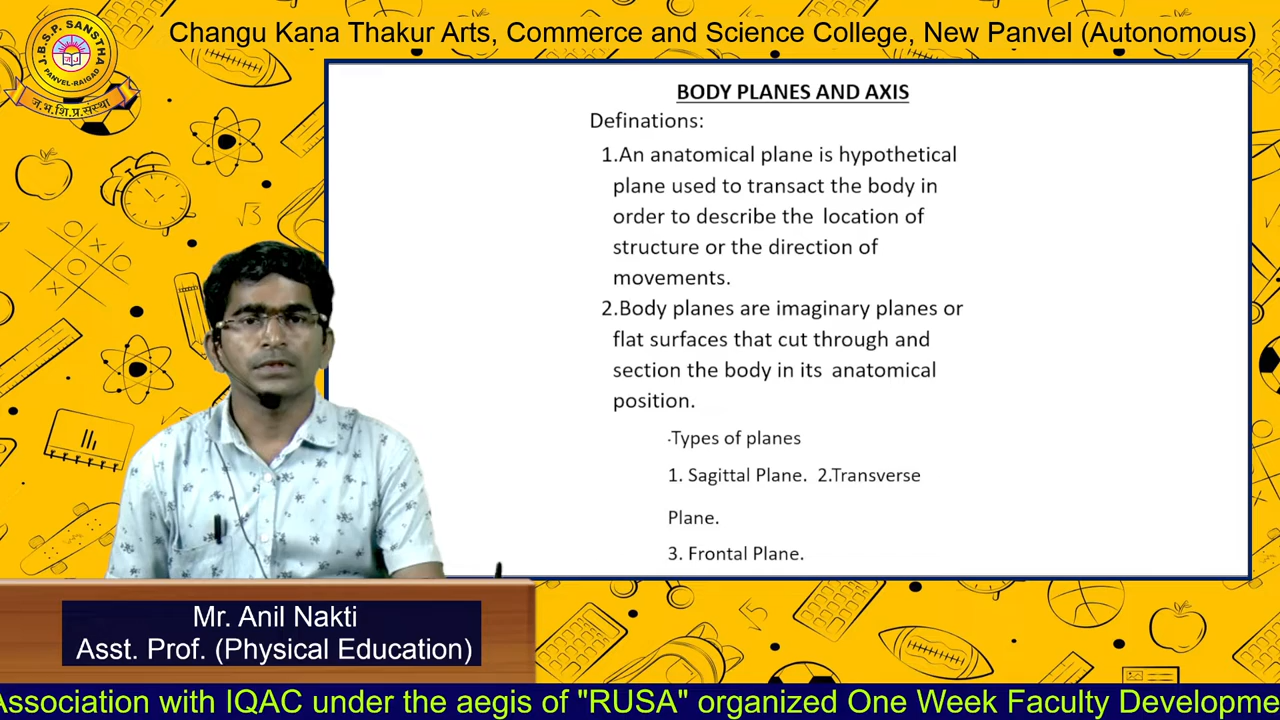 Changu Kana Thakur Arts, Commerce and Science College, New Panvel (Autonomous)
J.B.S.P. SANSTHA
PANVEL-RAIGAD
ज.भ.शि.प्र.संस्था
BODY PLANES AND AXIS
Definations:
1.An anatomical plane is hypothetical
plane used to transact the body in
order to describe the location of
structure or the direction of
movements.
2.Body planes are imaginary planes or
flat surfaces that cut through and
section the body in its anatomical
position.
·Types of planes
1. Sagittal Plane. 2.Transverse
Plane.
3. Frontal Plane.
Mr. Anil Nakti
Asst. Prof. (Physical Education)
Association with IQAC under the aegis of "RUSA" organized One Week Faculty Developme